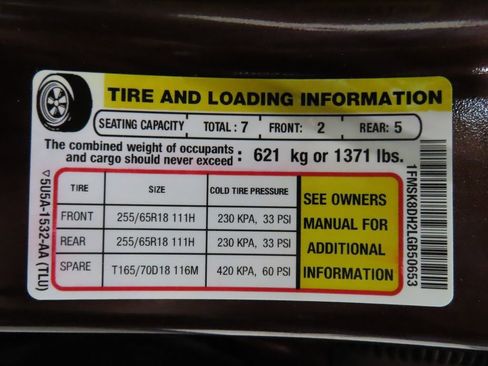 TIRE AND LOADING INFORMATION
SEATING CAPACITY TOTAL : 7 FRONT: 2 REAR: 5
The combined weight of occupants
and cargo should never exceed : 621 kg or 1371 lbs.
TIRE SIZE COLD TIRE PRESSURE
FRONT 255/65R18 111H 230 KPA, 33 PSI
REAR 255/65R18 111H 230 KPA, 33 PSI
SPARE T165/70D18 116M 420 KPA, 60 PSI
SEE OWNERS
MANUAL FOR
ADDITIONAL
INFORMATION
5U5A-1532-AA (TLU)
1FMSK8DH2LGB50653